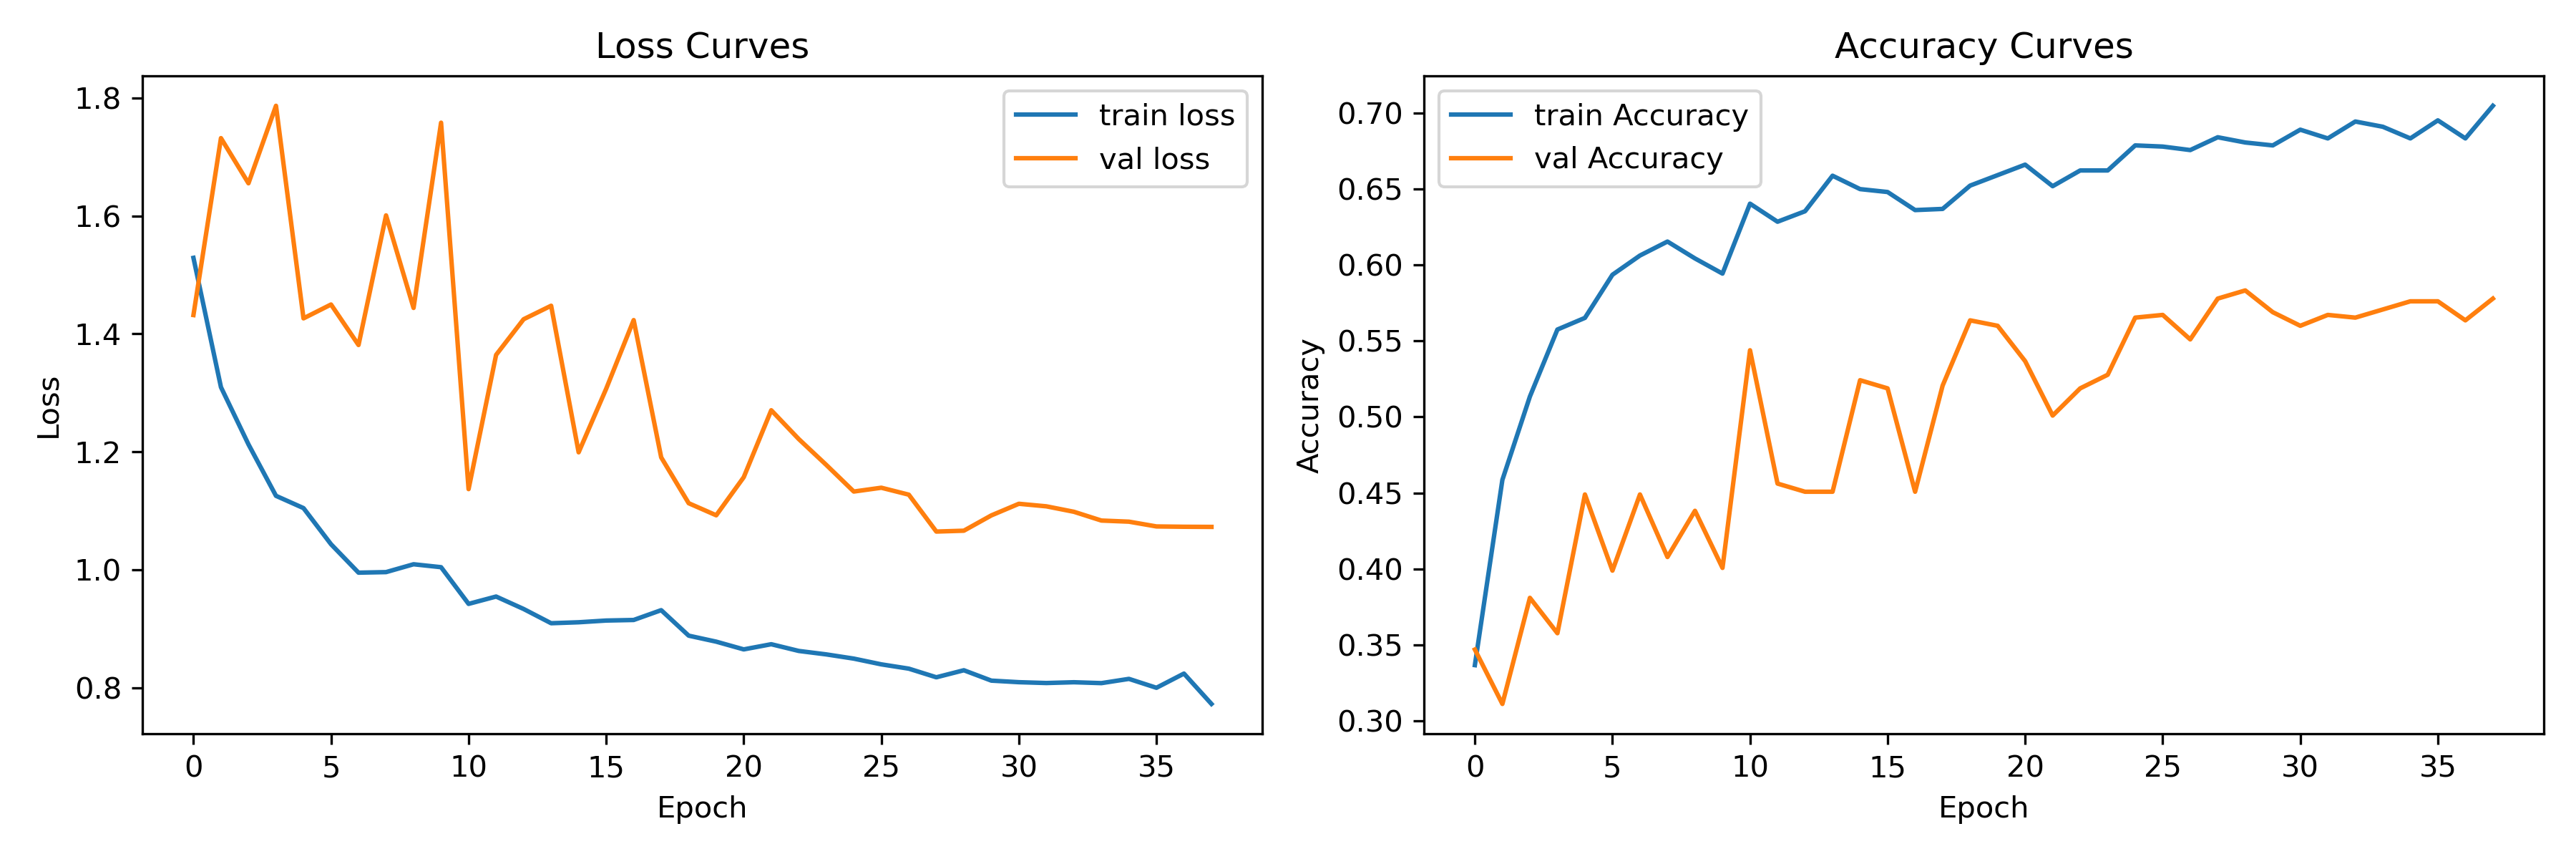 Loss Curves
1.8
1.6
1.4
1.2
1.0
0.8
Loss
train loss
val loss
0 5 10 15 20 25 30 35
Epoch
Accuracy Curves
0.70
0.65
0.60
0.55
0.50
0.45
0.40
0.35
0.30
Accuracy
train Accuracy
val Accuracy
0 5 10 15 20 25 30 35
Epoch